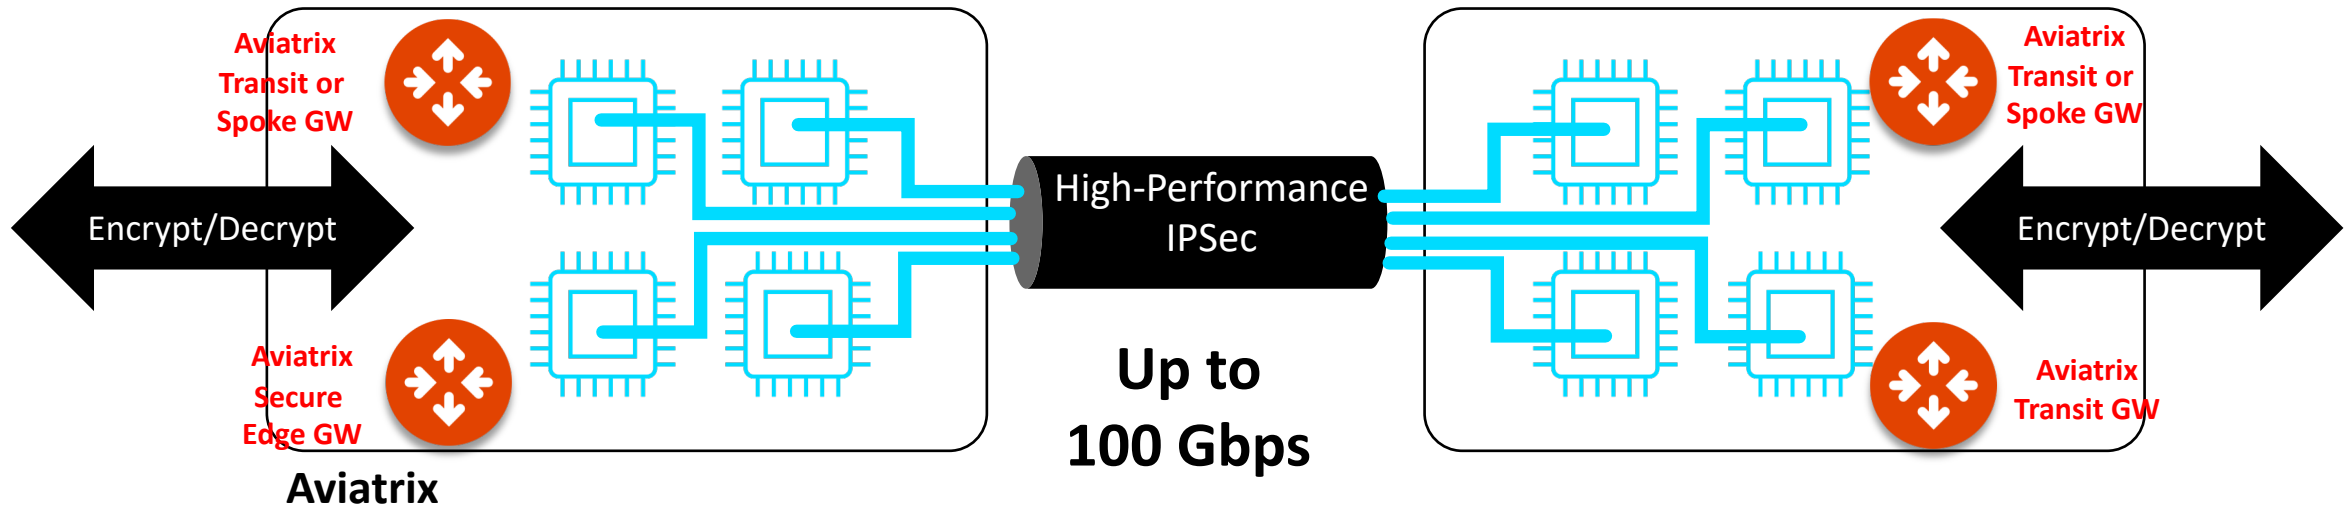 Aviatrix
Transit or
Spoke GW
Encrypt/Decrypt
Aviatrix
Secure
Edge GW
Aviatrix
High-Performance
IPSec
Up to
100 Gbps
Aviatrix
Transit or
Spoke GW
Encrypt/Decrypt
Aviatrix
Transit GW